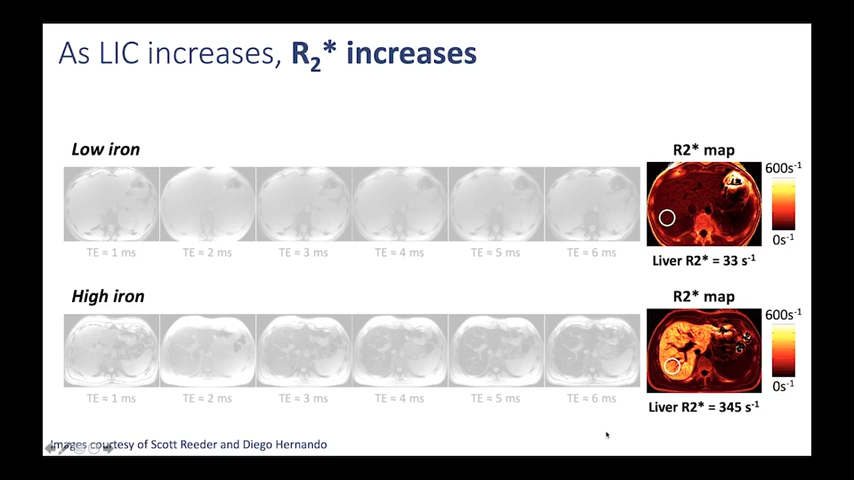 As LIC increases, R2* increases
Low iron
R2* map
600s-1
0s-1
TE ≈ 1 ms TE ≈ 2 ms TE ≈ 3 ms TE ≈ 4 ms TE ≈ 5 ms TE ≈ 6 ms
Liver R2* = 33 s-1
High iron
R2* map
600s-1
0s-1
TE ≈ 1 ms TE ≈ 2 ms TE ≈ 3 ms TE ≈ 4 ms TE ≈ 5 ms TE ≈ 6 ms
Liver R2* = 345 s-1
Images courtesy of Scott Reeder and Diego Hernando